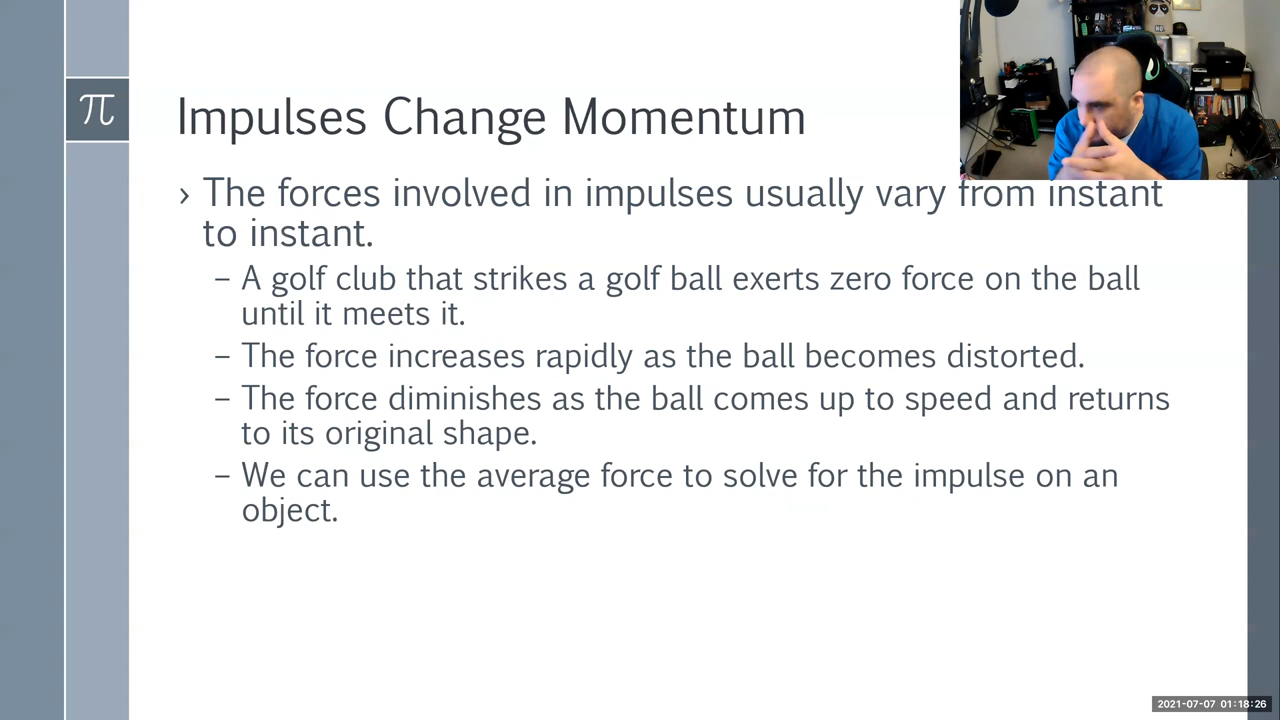 π
Impulses Change Momentum
› The forces involved in impulses usually vary from instant
to instant.
– A golf club that strikes a golf ball exerts zero force on the ball
until it meets it.
– The force increases rapidly as the ball becomes distorted.
– The force diminishes as the ball comes up to speed and returns
to its original shape.
– We can use the average force to solve for the impulse on an
object.
2021-07-07 01:18:26